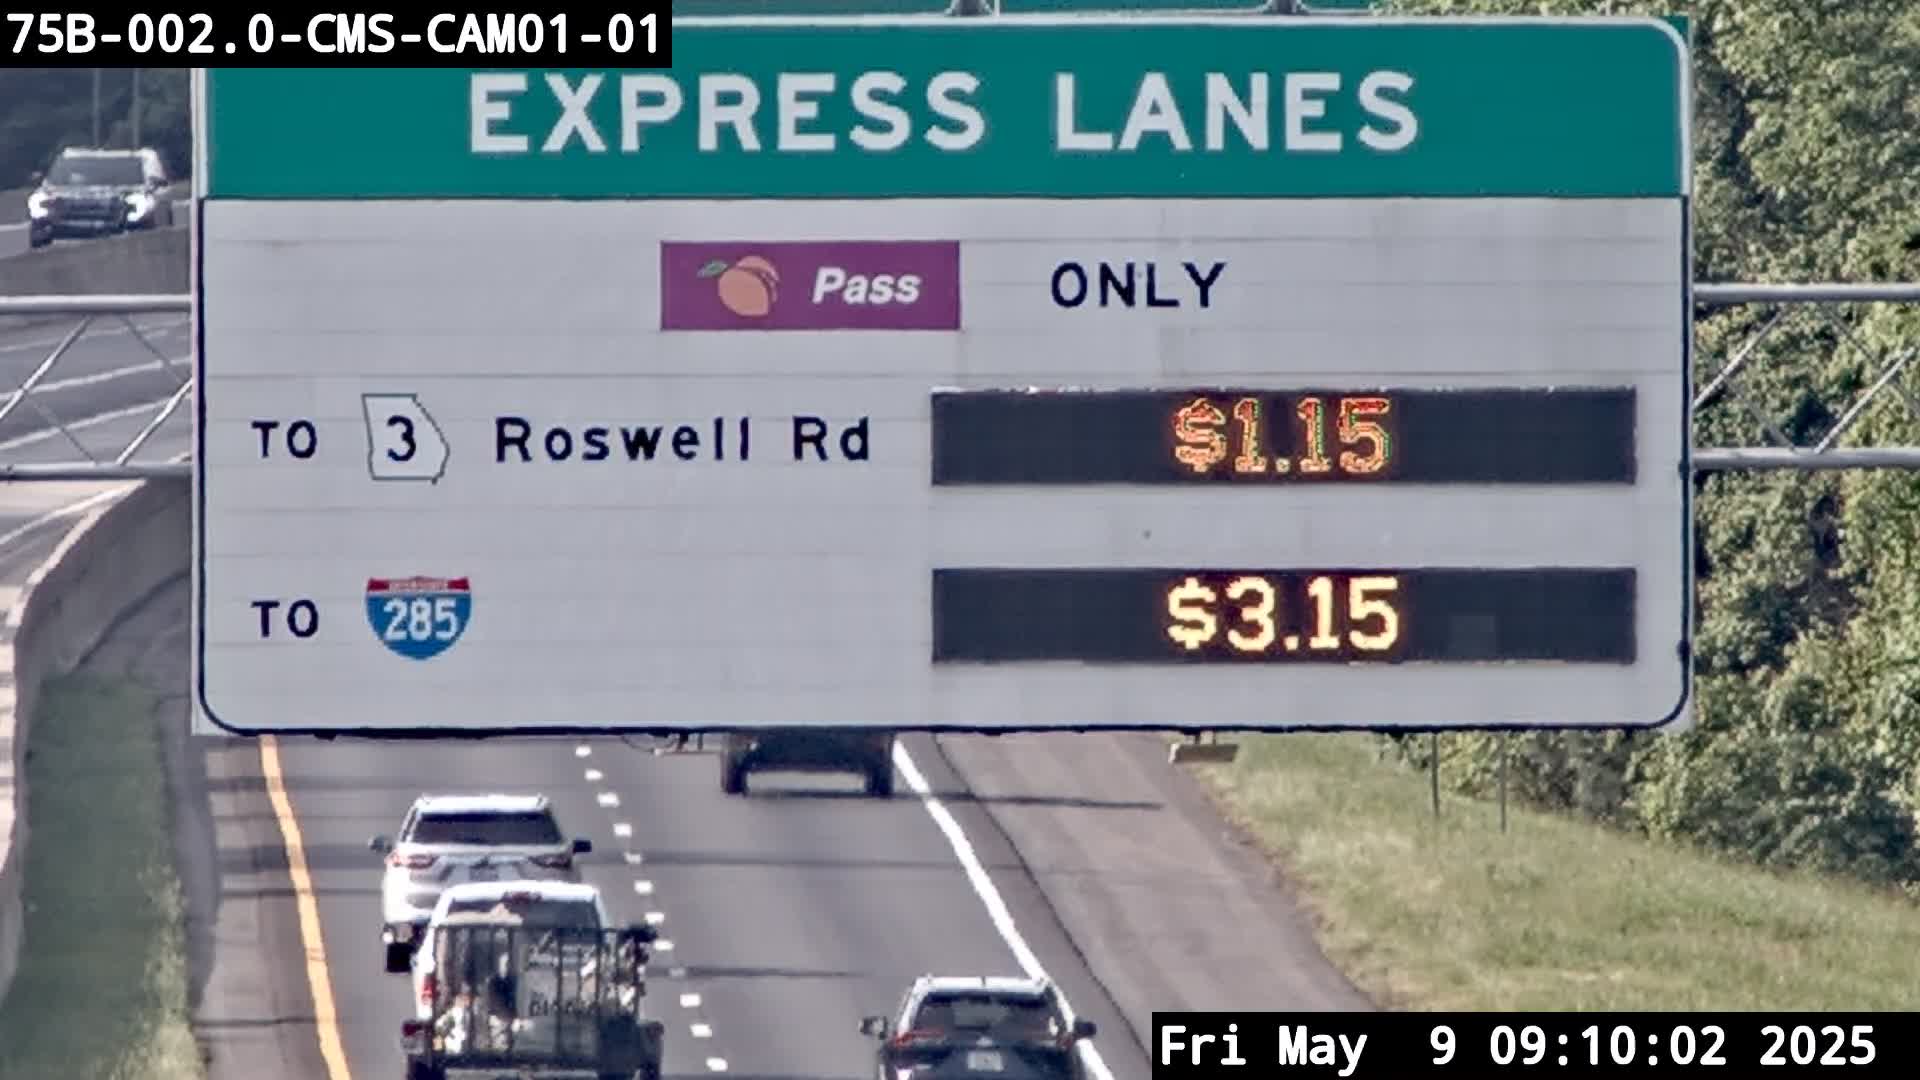 75B-002.0-CMS-CAM01-01
EXPRESS LANES
Pass ONLY
TO 3 Roswell Rd $1.15
TO 285 $3.15
Fri May 9 09:10:02 2025